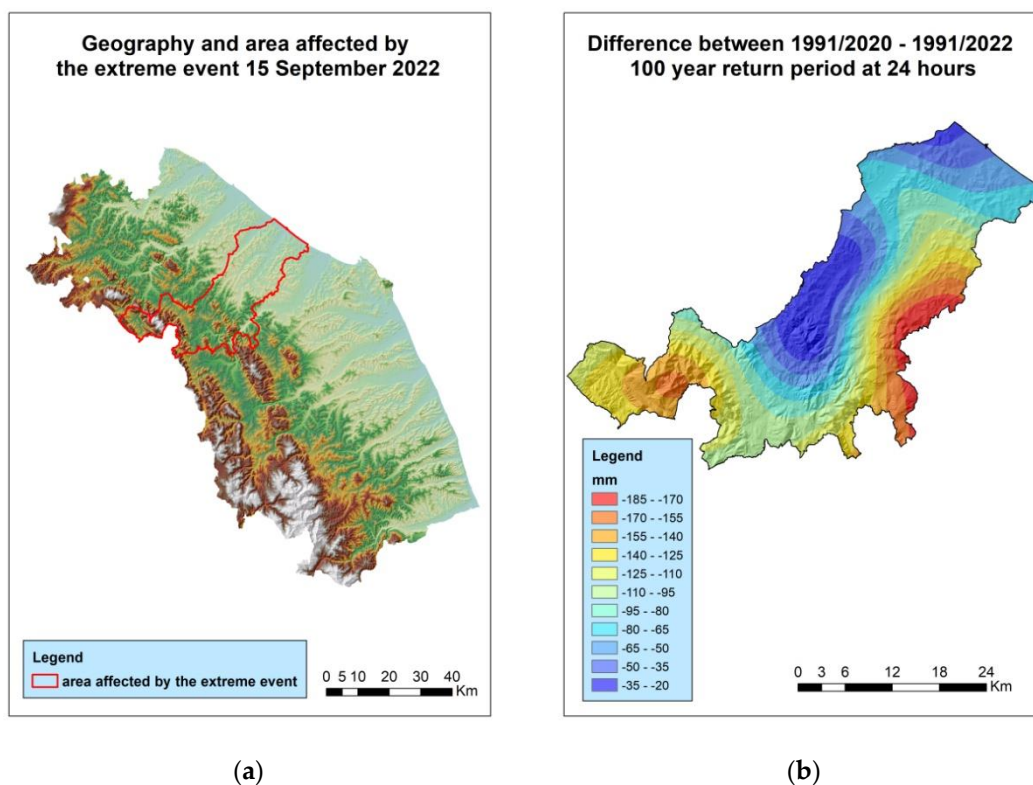 Geography and area affected by
the extreme event 15 September 2022
Legend
area affected by the extreme event
0 5 10 20 30 40
Km
(a)
Difference between 1991/2020 - 1991/2022
100 year return period at 24 hours
Legend
mm
-185 - -170
-170 - -155
-155 - -140
-140 - -125
-125 - -110
-110 - -95
-95 - -80
-80 - -65
-65 - -50
-50 - -35
-35 - -20
0 3 6 12 18 24
Km
(b)